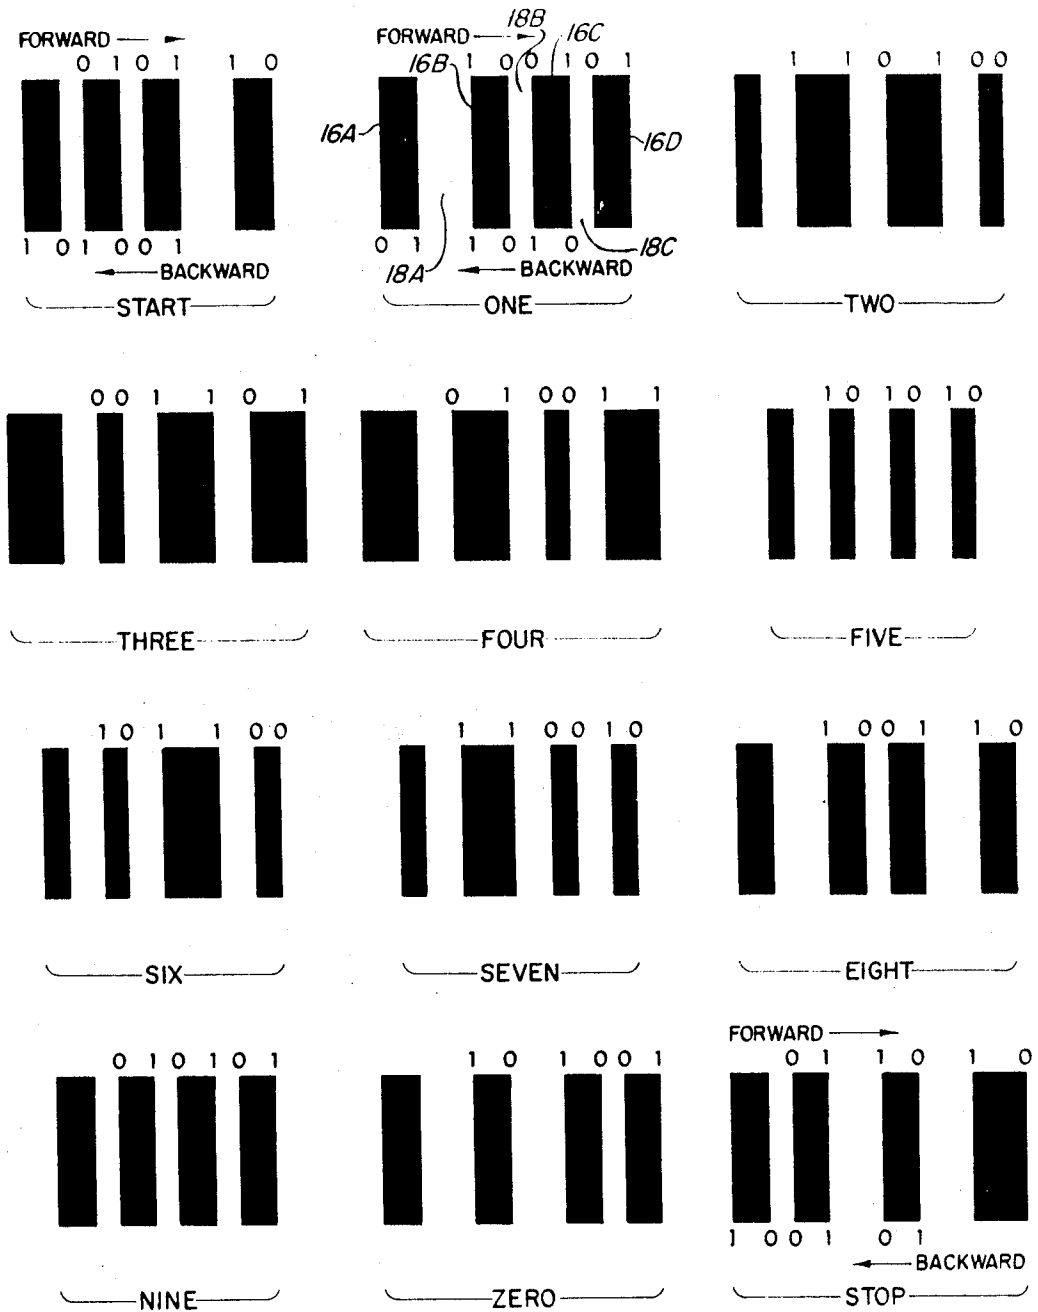 FORWARD
0 1 0 1 1 0
1 0 1 0 0 1
BACKWARD
START
FORWARD
18B
16C
1 0 0 1 0 1
16B
16A
16D
0 1 1 0 1 0
18C
18A
BACKWARD
ONE
1 1 0 1 0 0
TWO
0 0 1 1 0 1
THREE
0 1 0 0 1 1
FOUR
1 0 1 0 1 0
FIVE
1 0 1 1 0 0
SIX
1 1 0 0 1 0
SEVEN
1 0 0 1 1 0
EIGHT
0 1 0 1 0 1
NINE
1 0 1 0 0 1
ZERO
FORWARD
0 1 1 0 1 0
1 0 0 1 0 1
BACKWARD
STOP